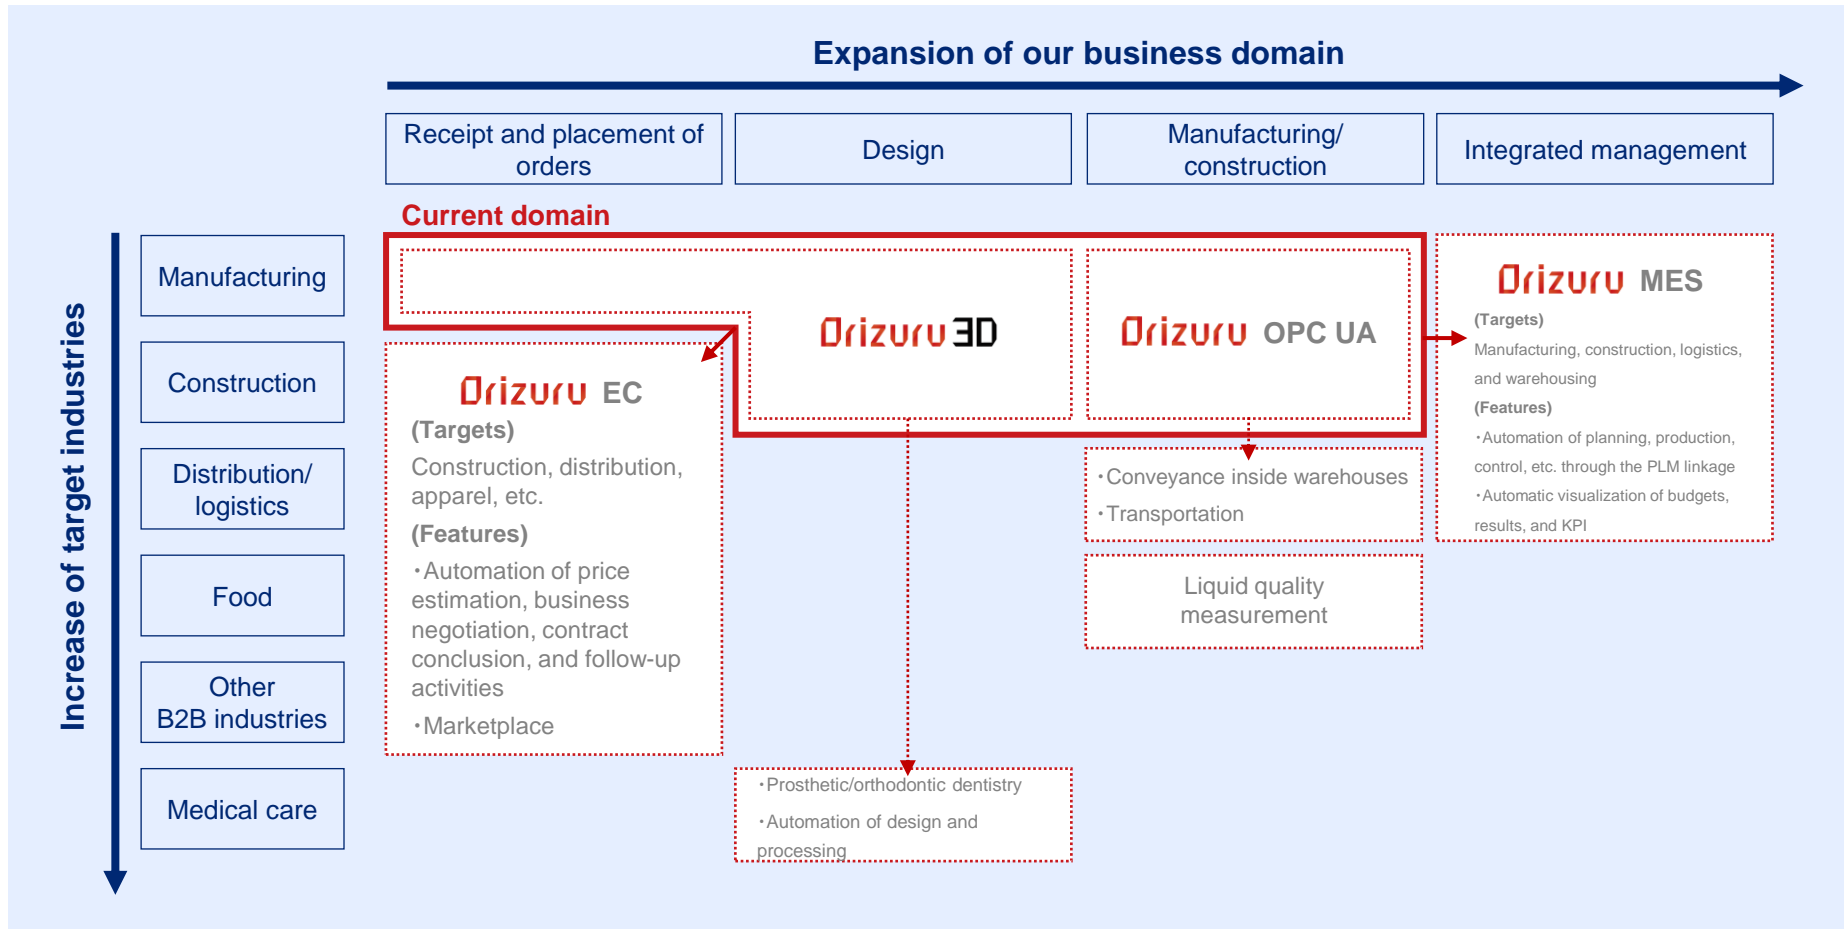 Expansion of our business domain
Receipt and placement of
orders
Design
Manufacturing/
construction
Integrated management
Current domain
Increase of target industries
Manufacturing
Construction
Distribution/
logistics
Food
Other
B2B industries
Medical care
Orizuru EC
(Targets)
Construction, distribution,
apparel, etc.
(Features)
・Automation of price
estimation, business
negotiation, contract
conclusion, and follow-up
activities
・Marketplace
Orizuru 3D
・Prosthetic/orthodontic dentistry
・Automation of design and
processing
Orizuru OPC UA
・Conveyance inside warehouses
・Transportation
Liquid quality
measurement
Orizuru MES
(Targets)
Manufacturing, construction, logistics,
and warehousing
(Features)
・Automation of planning, production,
control, etc. through the PLM linkage
・Automatic visualization of budgets,
results, and KPI